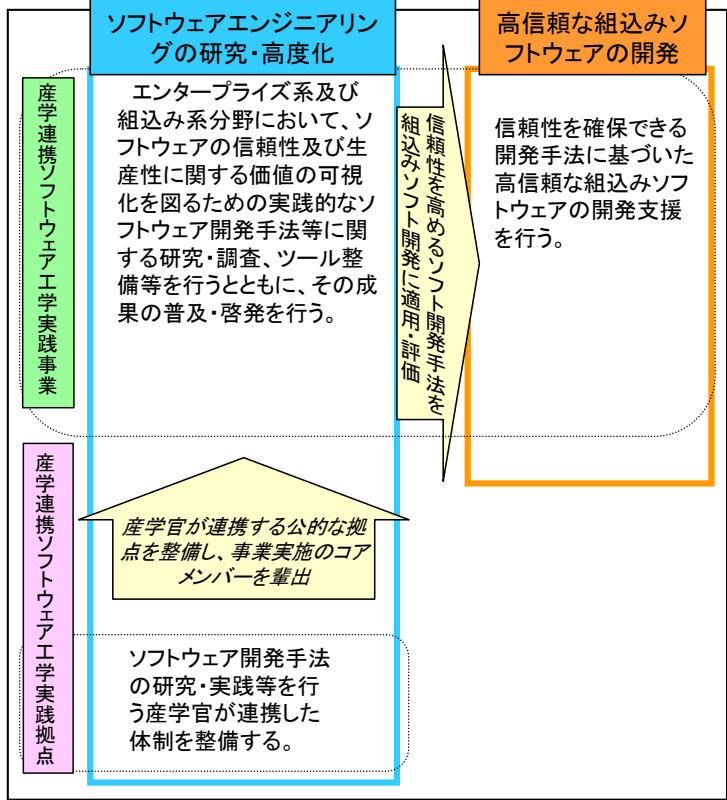 ソフトウェアエンジニアリン
グの研究・高度化
高信頼な組込みソ
フトウェアの開発
産学連携ソフトウェア工学実践事業
エンタープライズ系及び
組込み系分野において、ソ
フトウェアの信頼性及び生
産性に関する価値の可視
化を図るための実践的なソ
フトウェア開発手法等に関
する研究・調査、ツール整
備等を行うとともに、その成
果の普及・啓発を行う。
信頼性を高めるソフト開発手法を
組込みソフト開発に適用・評価
信頼性を確保できる
開発手法に基づいた
高信頼な組込みソフ
トウェアの開発支援
を行う。
産学連携ソフトウェア工学実践拠点
産学官が連携する公的な拠
点を整備し、事業実施のコア
メンバーを輩出
ソフトウェア開発手法
の研究・実践等を行
う産学官が連携した
体制を整備する。